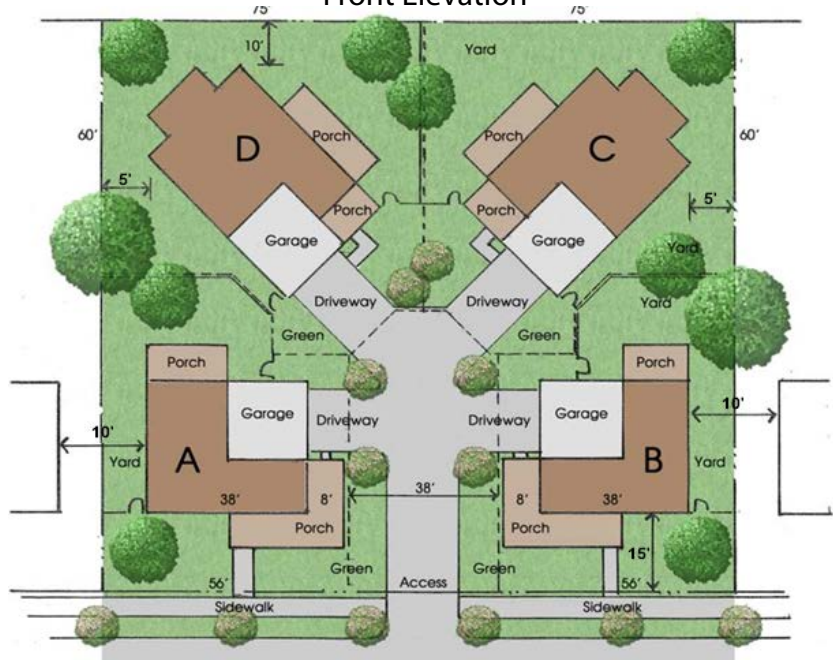 Front Elevation
75' 75'
10'
Yard
60' Porch Porch 60'
D C
5' 5'
Porch Porch
Garage Garage
Yard
Driveway Driveway Yard
Green Green
Porch Porch
Garage Driveway Driveway Garage
10' 10'
Yard A B Yard
38' 8' 38' 8' 38'
Porch Porch
15'
Green Green
56' Access 56'
Sidewalk Sidewalk